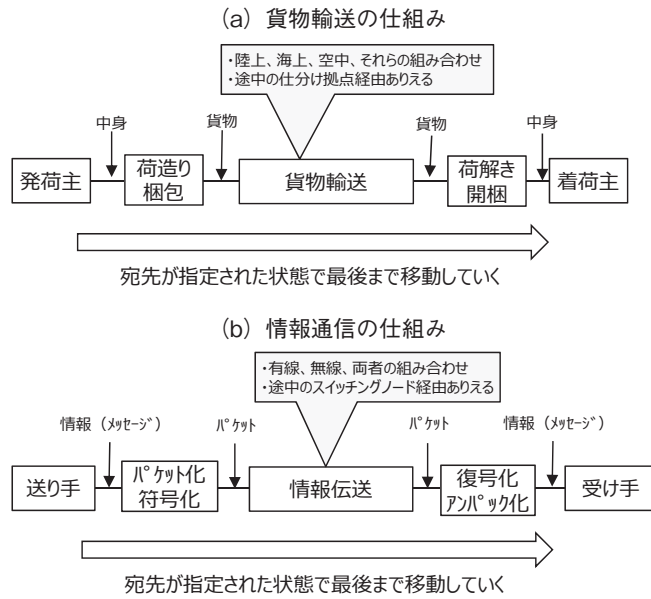 (a) 貨物輸送の仕組み
・陸上、海上、空中、それらの組み合わせ
・途中の仕分け拠点経由ありえる
中身
貨物
貨物
中身
発荷主
荷造り
梱包
貨物輸送
荷解き
開梱
着荷主
宛先が指定された状態で最後まで移動していく
(b) 情報通信の仕組み
・有線、無線、両者の組み合わせ
・途中のスイッチングノード経由ありえる
情報（ﾒｯｾｰｼﾞ）
ﾊﾟｹｯﾄ
ﾊﾟｹｯﾄ
情報（ﾒｯｾｰｼﾞ）
送り手
ﾊﾟｹｯﾄ化
符号化
情報伝送
復号化
ｱﾝﾊﾟｯｸ化
受け手
宛先が指定された状態で最後まで移動していく